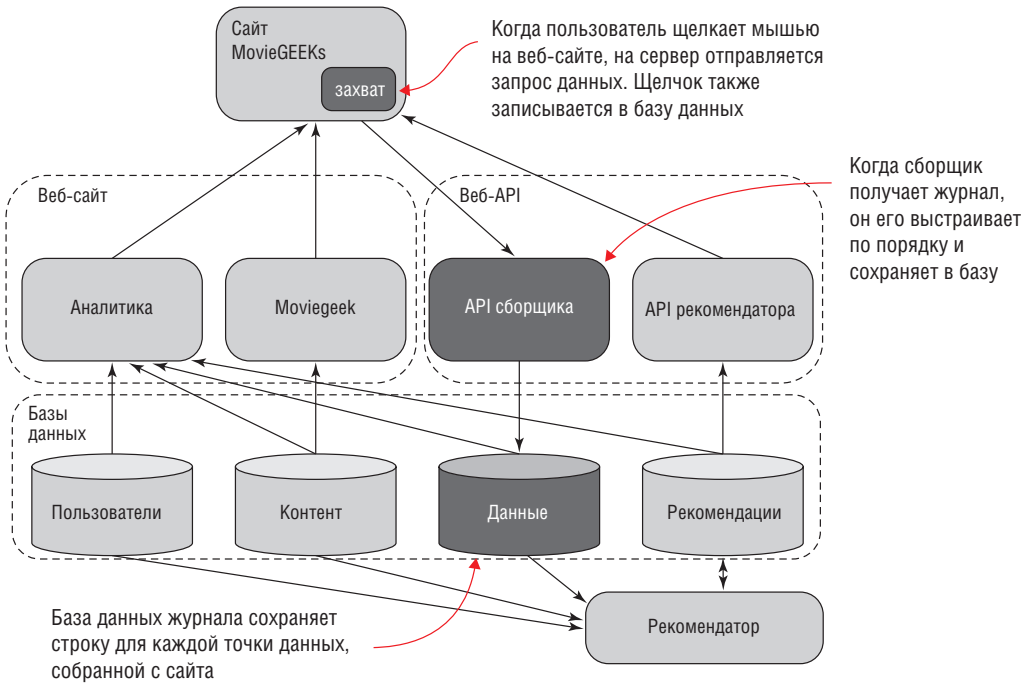 Сайт
MovieGEEKs
захват
Когда пользователь щелкает мышью
на веб-сайте, на сервер отправляется
запрос данных. Щелчок также
записывается в базу данных
Когда сборщик
получает журнал,
он его выстраивает
по порядку и
сохраняет в базу
Веб-сайт
Веб-API
Аналитика
Moviegeek
API сборщика
API рекомендатора
Базы
данных
Пользователи
Контент
Данные
Рекомендации
База данных журнала сохраняет
строку для каждой точки данных,
собранной с сайта
Рекомендатор